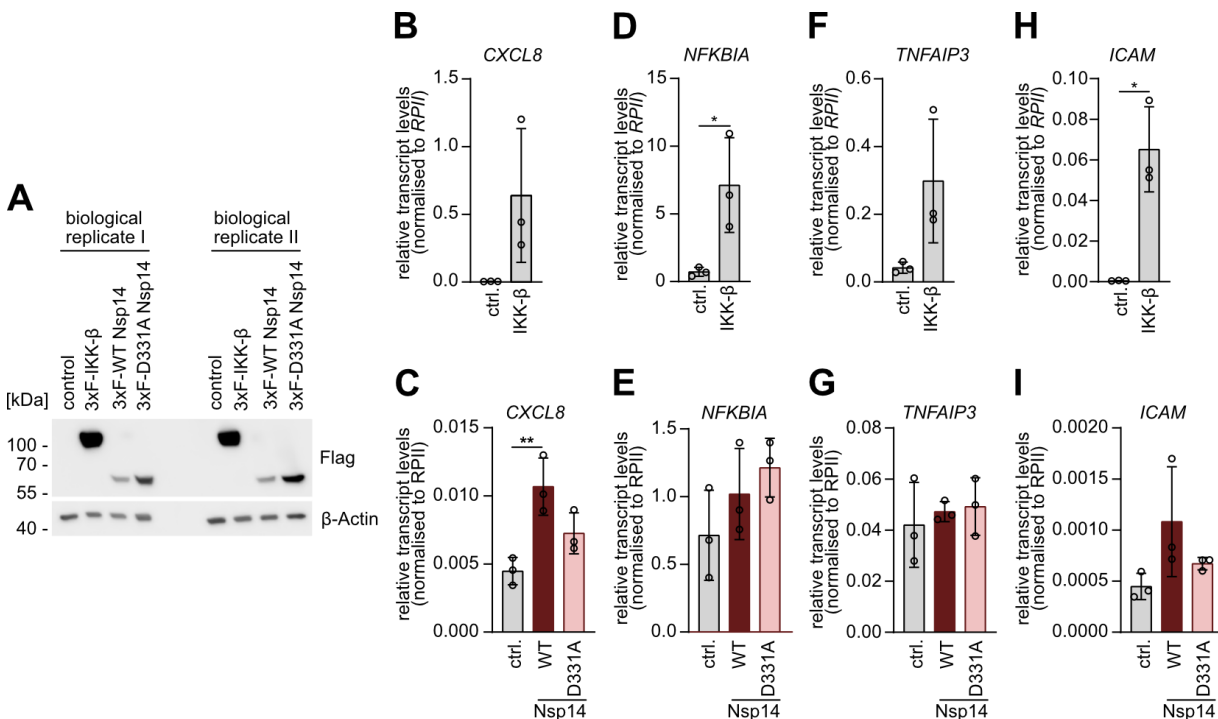 A
biological
replicate I
biological
replicate II
control
3xF-IKK-β
3xF-WT Nsp14
3xF-D331A Nsp14
control
3xF-IKK-β
3xF-WT Nsp14
3xF-D331A Nsp14
[kDa]
100 -
70 -
55 -
40 -
Flag
β-Actin
B
CXCL8
relative transcript levels
(normalised to RPII)
1.5
1.0
0.5
0.0
ctrl.
IKK-β
D
NFKBIA
relative transcript levels
(normalised to RPII)
15
10
5
0
*
ctrl.
IKK-β
F
TNFAIP3
relative transcript levels
(normalised to RPII)
0.6
0.4
0.2
0.0
ctrl.
IKK-β
H
ICAM
relative transcript levels
(normalised to RPII)
0.10
0.08
0.06
0.04
0.02
0.00
*
ctrl.
IKK-β
C
CXCL8
relative transcript levels
(normalised to RPII)
0.015
0.010
0.005
0.000
**
ctrl.
WT
D331A
Nsp14
E
NFKBIA
relative transcript levels
(normalised to RPII)
1.5
1.0
0.5
0.0
ctrl.
WT
D331A
Nsp14
G
TNFAIP3
relative transcript levels
(normalised to RPII)
0.08
0.06
0.04
0.02
0.00
ctrl.
WT
D331A
Nsp14
I
ICAM
relative transcript levels
(normalised to RPII)
0.0020
0.0015
0.0010
0.0005
0.0000
ctrl.
WT
D331A
Nsp14